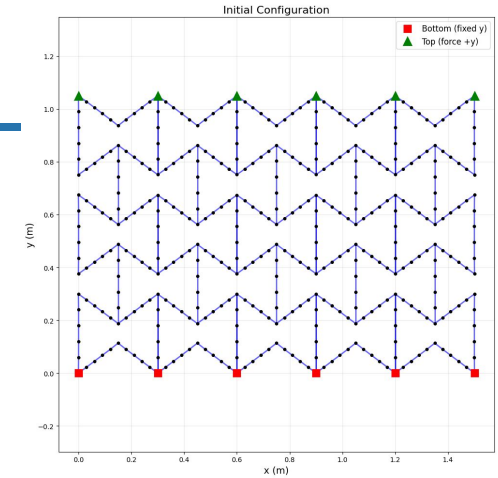 Initial Configuration
Bottom (fixed y)
Top (force +y)
y (m)
1.2
1.0
0.8
0.6
0.4
0.2
0.0
−0.2
0.0 0.2 0.4 0.6 0.8 1.0 1.2 1.4
x (m)